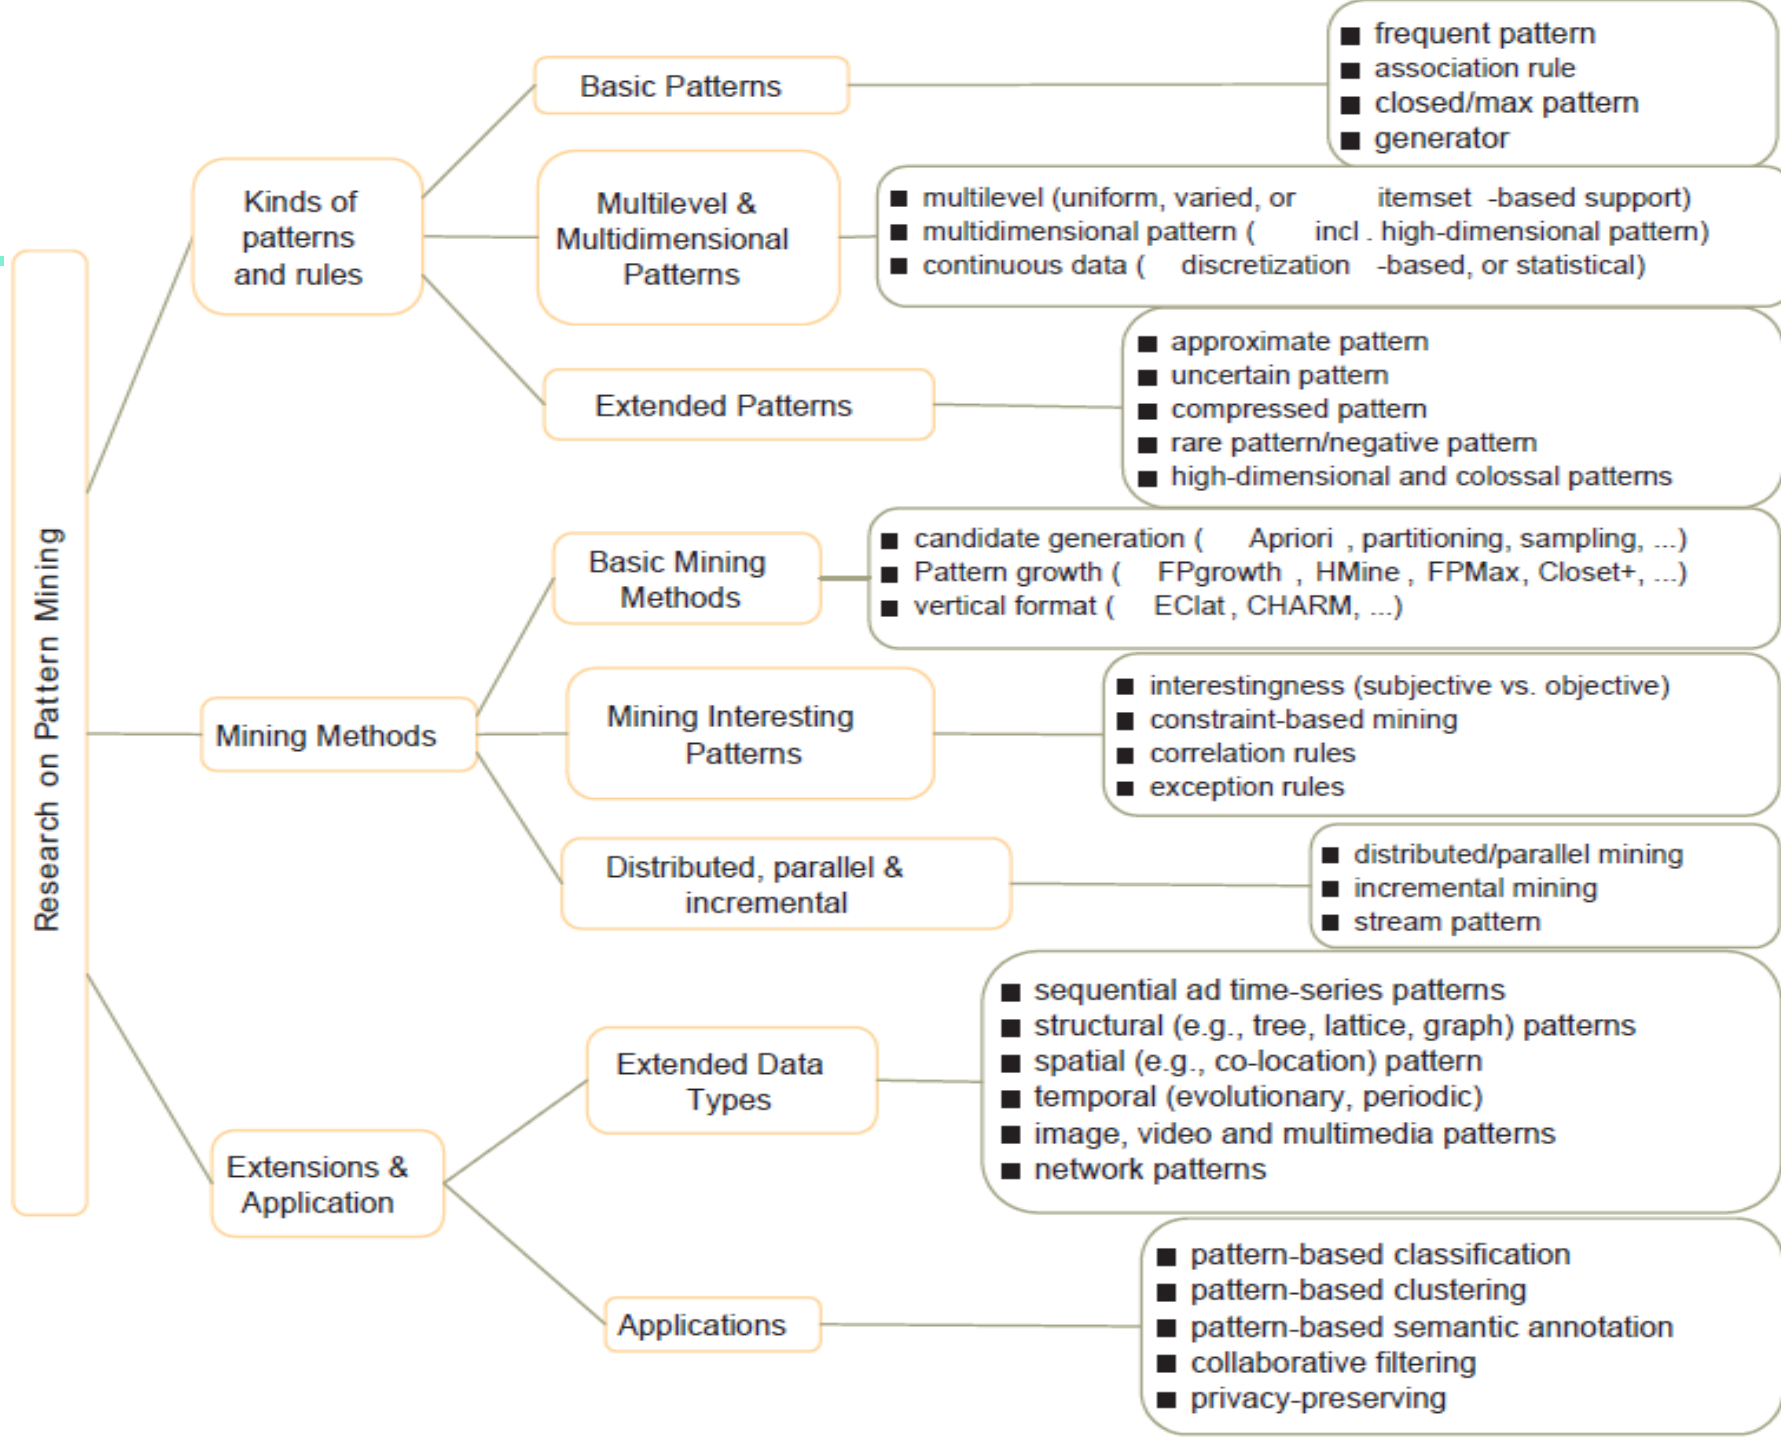 Research on Pattern Mining
Kinds of
patterns
and rules
Basic Patterns
■ frequent pattern
■ association rule
■ closed/max pattern
■ generator
Multilevel &
Multidimensional
Patterns
■ multilevel (uniform, varied, or itemset -based support)
■ multidimensional pattern ( incl . high-dimensional pattern)
■ continuous data ( discretization -based, or statistical)
Extended Patterns
■ approximate pattern
■ uncertain pattern
■ compressed pattern
■ rare pattern/negative pattern
■ high-dimensional and colossal patterns
Mining Methods
Basic Mining
Methods
■ candidate generation ( Apriori , partitioning, sampling, ...)
■ Pattern growth ( FPgrowth , HMine , FPMax, Closet+, ...)
■ vertical format ( EClat , CHARM, ...)
Mining Interesting
Patterns
■ interestingness (subjective vs. objective)
■ constraint-based mining
■ correlation rules
■ exception rules
Distributed, parallel &
incremental
■ distributed/parallel mining
■ incremental mining
■ stream pattern
Extensions &
Application
Extended Data
Types
■ sequential ad time-series patterns
■ structural (e.g., tree, lattice, graph) patterns
■ spatial (e.g., co-location) pattern
■ temporal (evolutionary, periodic)
■ image, video and multimedia patterns
■ network patterns
Applications
■ pattern-based classification
■ pattern-based clustering
■ pattern-based semantic annotation
■ collaborative filtering
■ privacy-preserving